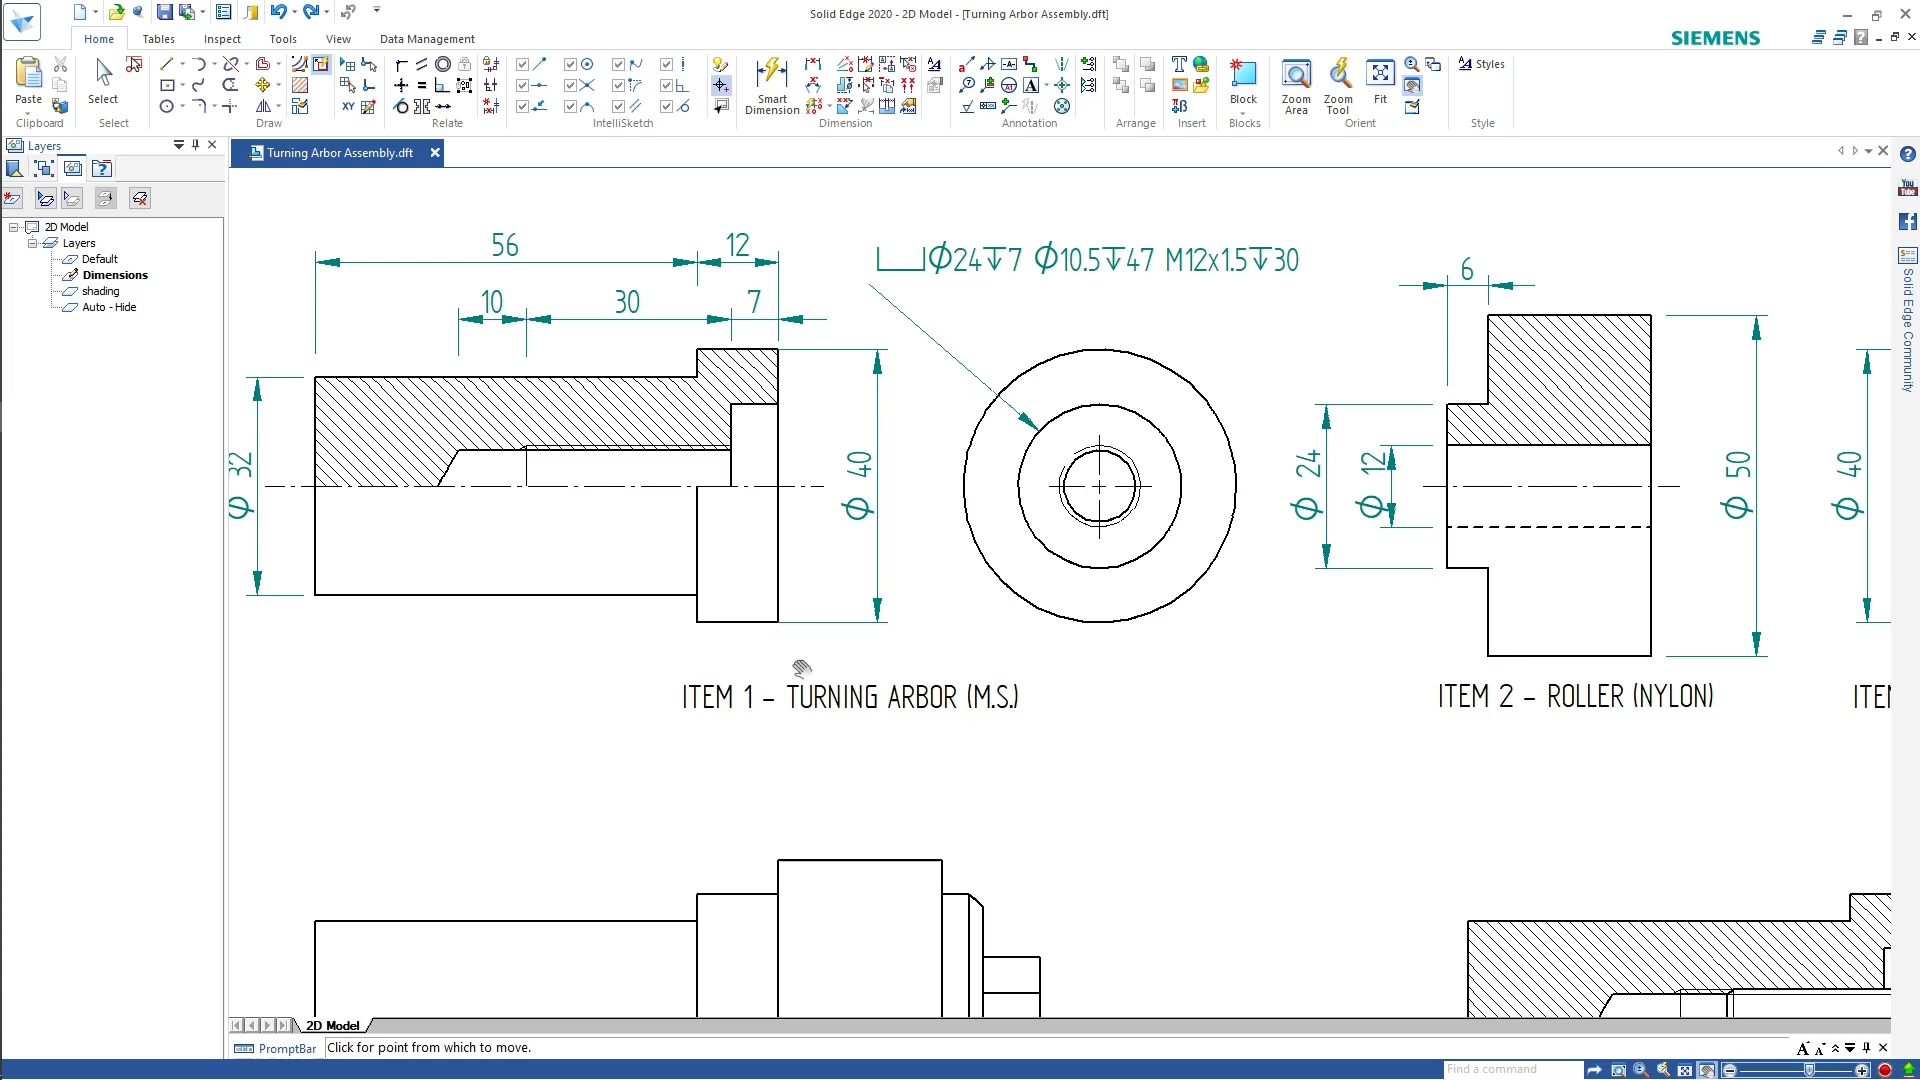 Solid Edge 2020 - 2D Model - [Turning Arbor Assembly.dft]
Home Tables Inspect Tools View Data Management
SIEMENS
Paste
Select
Smart Dimension
Block
Zoom Area
Zoom Tool
Fit
Styles
Clipboard Select Draw Relate IntelliSketch Dimension Annotation Arrange Insert Blocks Orient Style
Layers
Turning Arbor Assembly.dft
2D Model
Layers
Default
Dimensions
shading
Auto - Hide
You Tube
Solid Edge Community
56 12
⌴Ø24↧7 Ø10.5↧47 M12x1.5↧30
6
10 30 7
Ø 32
Ø 40
Ø 24
Ø 12
Ø 50
Ø 40
ITEM 1 - TURNING ARBOR (M.S.)
ITEM 2 - ROLLER (NYLON)
2D Model
PromptBar Click for point from which to move.
Find a command